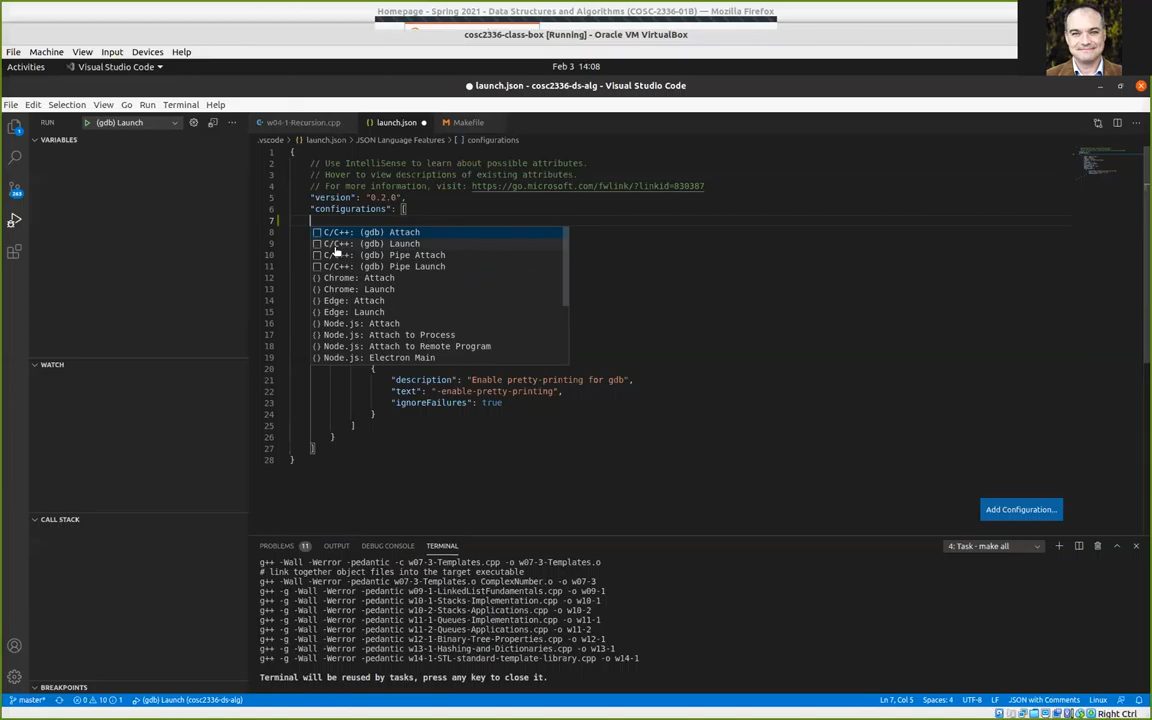 Homepage - Spring 2021 - Data Structures and Algorithms (COSC-2336-01B) — Mozilla Firefox
cosc2336-class-box [Running] - Oracle VM VirtualBox
File Machine View Input Devices Help
Activities Visual Studio Code Feb 3 14:08
● launch.json - cosc2336-ds-alg - Visual Studio Code
File Edit Selection View Go Run Terminal Help
RUN (gdb) Launch w04-1-Recursion.cpp launch.json Makefile
VARIABLES
.vscode > launch.json > JSON Language Features > [ ] configurations
1 {
2 // Use IntelliSense to learn about possible attributes.
3 // Hover to view descriptions of existing attributes.
4 // For more information, visit: https://go.microsoft.com/fwlink/?linkid=830387
5 "version": "0.2.0",
6 "configurations": [
7
8 C/C++: (gdb) Attach
9 C/C++: (gdb) Launch
10 C/C++: (gdb) Pipe Attach
11 C/C++: (gdb) Pipe Launch
12 {} Chrome: Attach
13 {} Chrome: Launch
14 {} Edge: Attach
15 {} Edge: Launch
16 {} Node.js: Attach
17 {} Node.js: Attach to Process
18 {} Node.js: Attach to Remote Program
19 {} Node.js: Electron Main
20 {
21 "description": "Enable pretty-printing for gdb",
22 "text": "-enable-pretty-printing",
23 "ignoreFailures": true
24 }
25 ]
26 }
27 ]
28 }
WATCH
CALL STACK
BREAKPOINTS
1
263
Add Configuration...
PROBLEMS 11 OUTPUT DEBUG CONSOLE TERMINAL 4: Task - make all
g++ -Wall -Werror -pedantic -c w07-3-Templates.cpp -o w07-3-Templates.o
# link together object files into the target executable
g++ -Wall -Werror -pedantic w07-3-Templates.o ComplexNumber.o -o w07-3
g++ -g -Wall -Werror -pedantic w09-1-LinkedListFundamentals.cpp -o w09-1
g++ -g -Wall -Werror -pedantic w10-1-Stacks-Implementation.cpp -o w10-1
g++ -g -Wall -Werror -pedantic w10-2-Stacks-Applications.cpp -o w10-2
g++ -g -Wall -Werror -pedantic w11-1-Queues-Implementation.cpp -o w11-1
g++ -g -Wall -Werror -pedantic w11-2-Queues-Applications.cpp -o w11-2
g++ -g -Wall -Werror -pedantic w12-1-Binary-Tree-Properties.cpp -o w12-1
g++ -g -Wall -Werror -pedantic w13-1-Hashing-and-Dictionaries.cpp -o w13-1
g++ -g -Wall -Werror -pedantic w14-1-STL-standard-template-library.cpp -o w14-1
Terminal will be reused by tasks, press any key to close it.
master* 0 10 1 (gdb) Launch (cosc2336-ds-alg) Ln 7, Col 5 Spaces: 4 UTF-8 LF JSON with Comments Linux
Right Ctrl